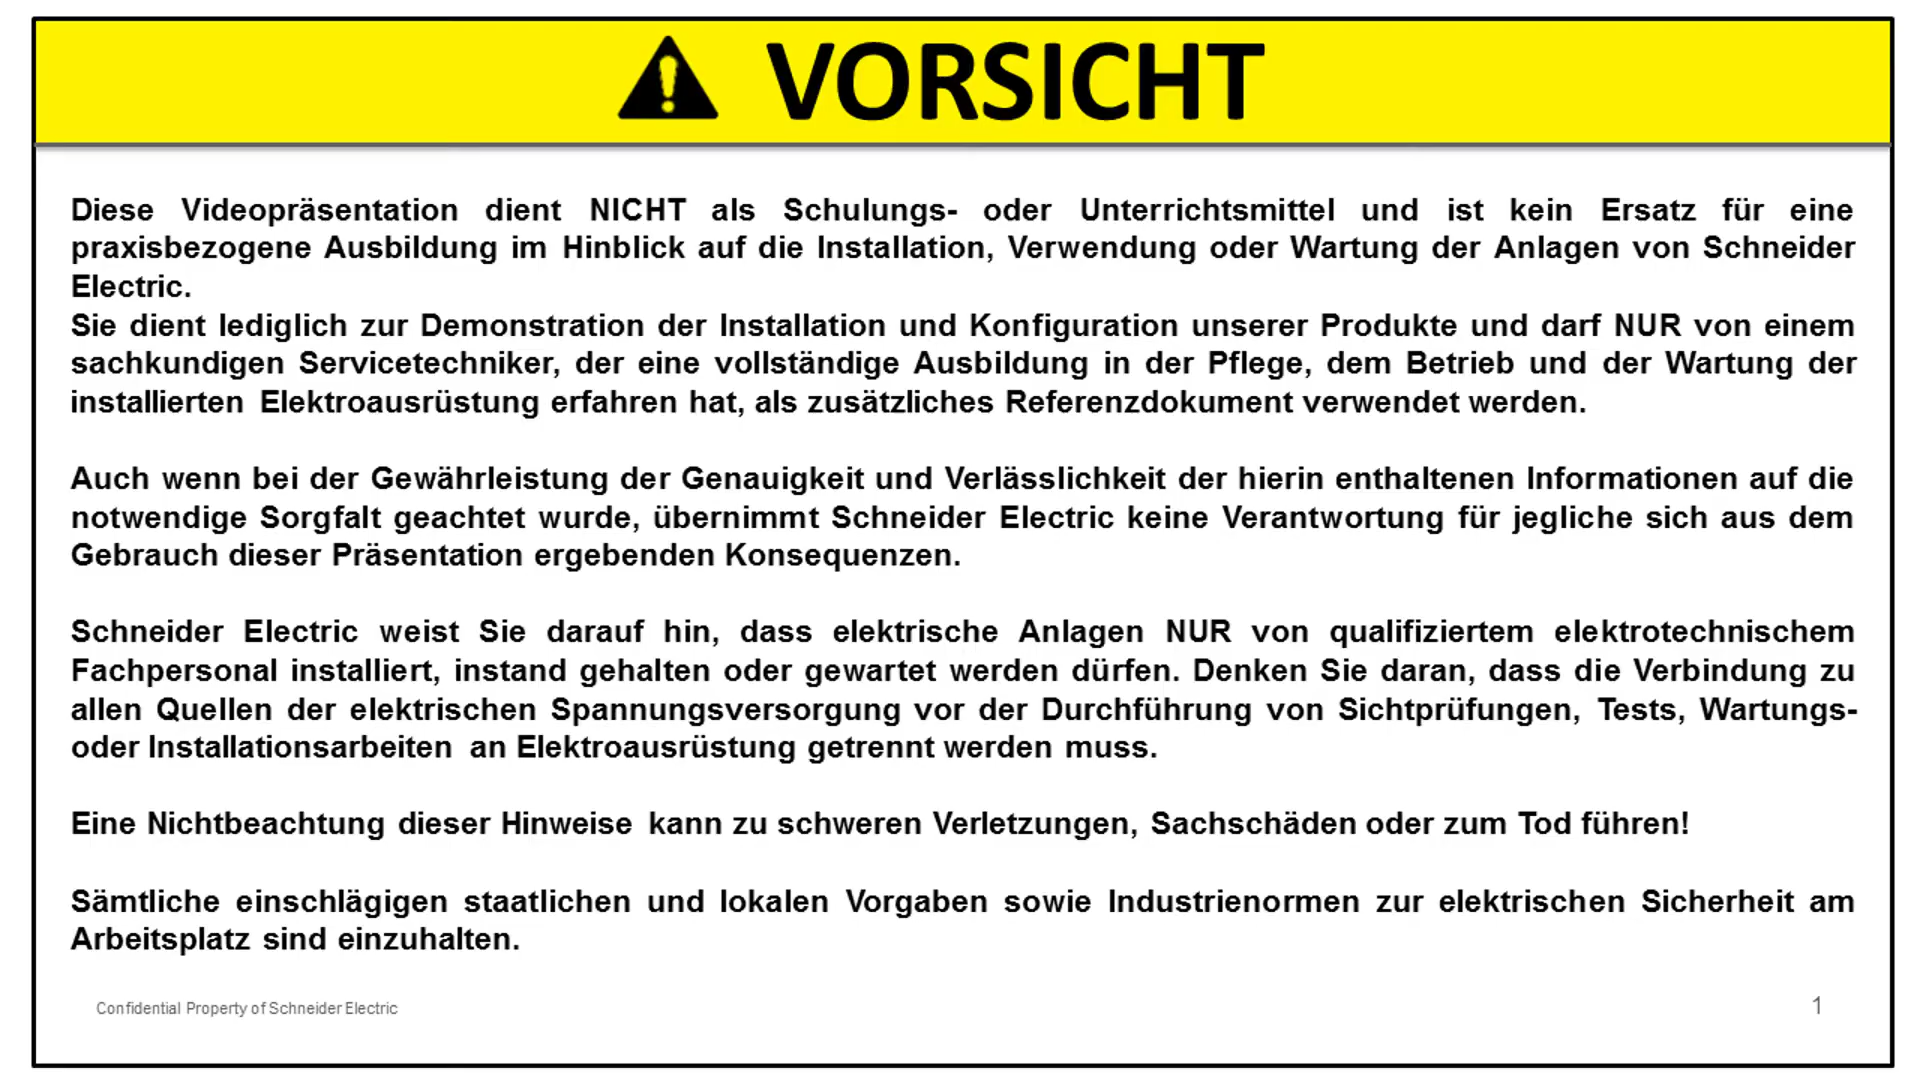 VORSICHT
Diese Videopräsentation dient NICHT als Schulungs- oder Unterrichtsmittel und ist kein Ersatz für eine
praxisbezogene Ausbildung im Hinblick auf die Installation, Verwendung oder Wartung der Anlagen von Schneider
Electric.
Sie dient lediglich zur Demonstration der Installation und Konfiguration unserer Produkte und darf NUR von einem
sachkundigen Servicetechniker, der eine vollständige Ausbildung in der Pflege, dem Betrieb und der Wartung der
installierten Elektroausrüstung erfahren hat, als zusätzliches Referenzdokument verwendet werden.
Auch wenn bei der Gewährleistung der Genauigkeit und Verlässlichkeit der hierin enthaltenen Informationen auf die
notwendige Sorgfalt geachtet wurde, übernimmt Schneider Electric keine Verantwortung für jegliche sich aus dem
Gebrauch dieser Präsentation ergebenden Konsequenzen.
Schneider Electric weist Sie darauf hin, dass elektrische Anlagen NUR von qualifiziertem elektrotechnischem
Fachpersonal installiert, instand gehalten oder gewartet werden dürfen. Denken Sie daran, dass die Verbindung zu
allen Quellen der elektrischen Spannungsversorgung vor der Durchführung von Sichtprüfungen, Tests, Wartungs-
oder Installationsarbeiten an Elektroausrüstung getrennt werden muss.
Eine Nichtbeachtung dieser Hinweise kann zu schweren Verletzungen, Sachschäden oder zum Tod führen!
Sämtliche einschlägigen staatlichen und lokalen Vorgaben sowie Industrienormen zur elektrischen Sicherheit am
Arbeitsplatz sind einzuhalten.
Confidential Property of Schneider Electric
1